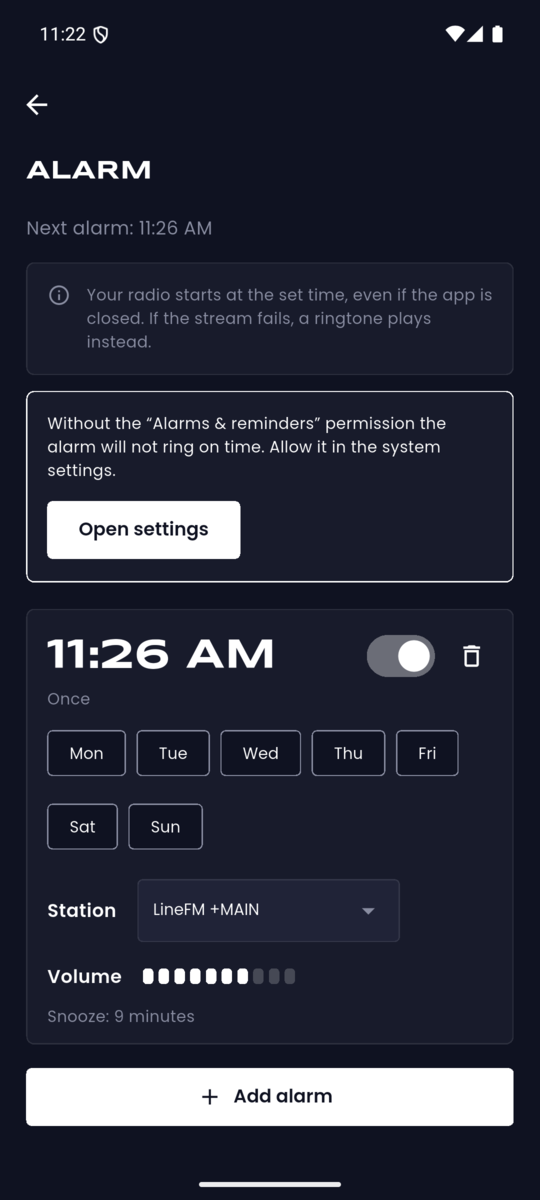 11:22
ALARM
Next alarm: 11:26 AM
Your radio starts at the set time, even if the app is
closed. If the stream fails, a ringtone plays
instead.
Without the “Alarms & reminders” permission the
alarm will not ring on time. Allow it in the system
settings.
Open settings
11:26 AM
Once
Mon Tue Wed Thu Fri
Sat Sun
Station LineFM +MAIN
Volume
Snooze: 9 minutes
+ Add alarm